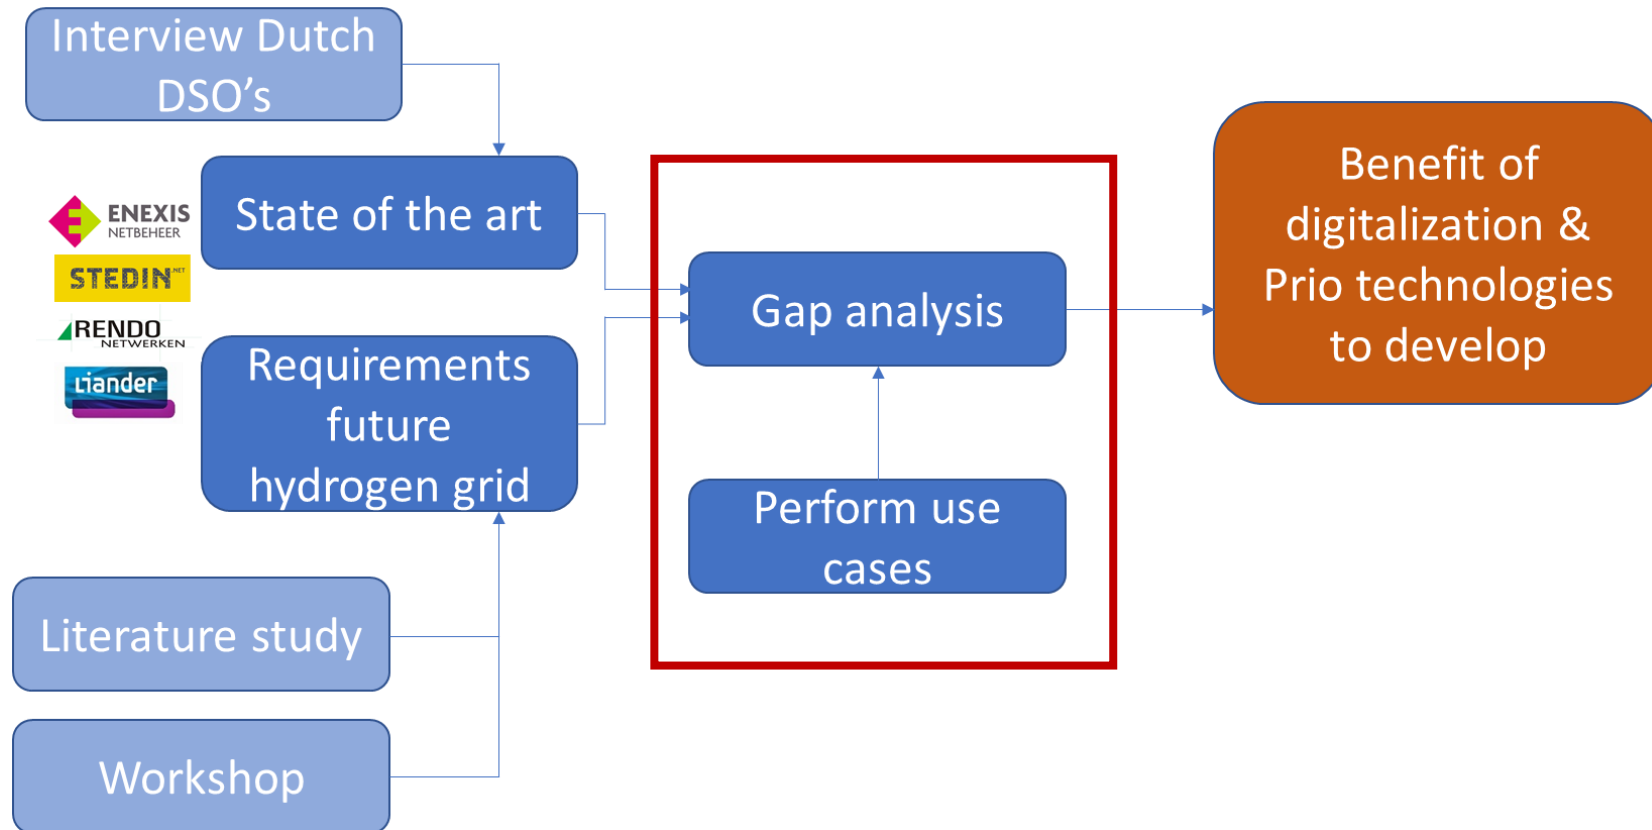 Interview Dutch
DSO’s
State of the art
ENEXIS
NETBEHEER
STEDIN.NET
RENDO
NETWERKEN
Liander
Requirements
future
hydrogen grid
Literature study
Workshop
Gap analysis
Perform use
cases
Benefit of
digitalization &
Prio technologies
to develop